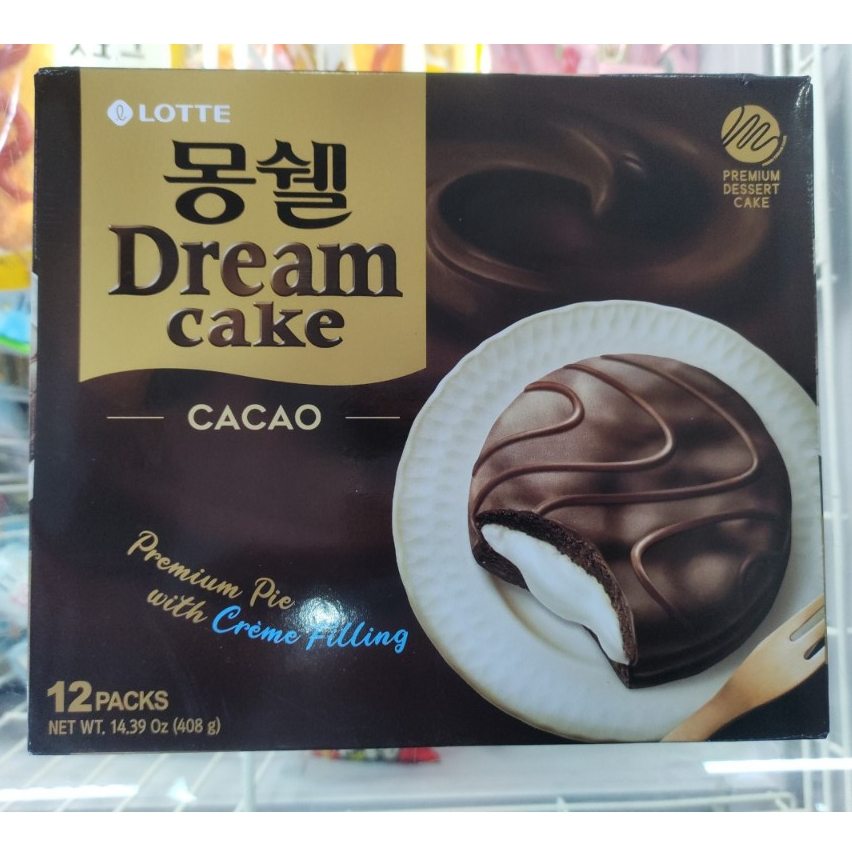 LOTTE
몽쉘
Dream
cake
CACAO
PREMIUM
DESSERT
CAKE
Premium Pie
with Crème Filling
12 PACKS
NET WT. 14.39 Oz (408 g)